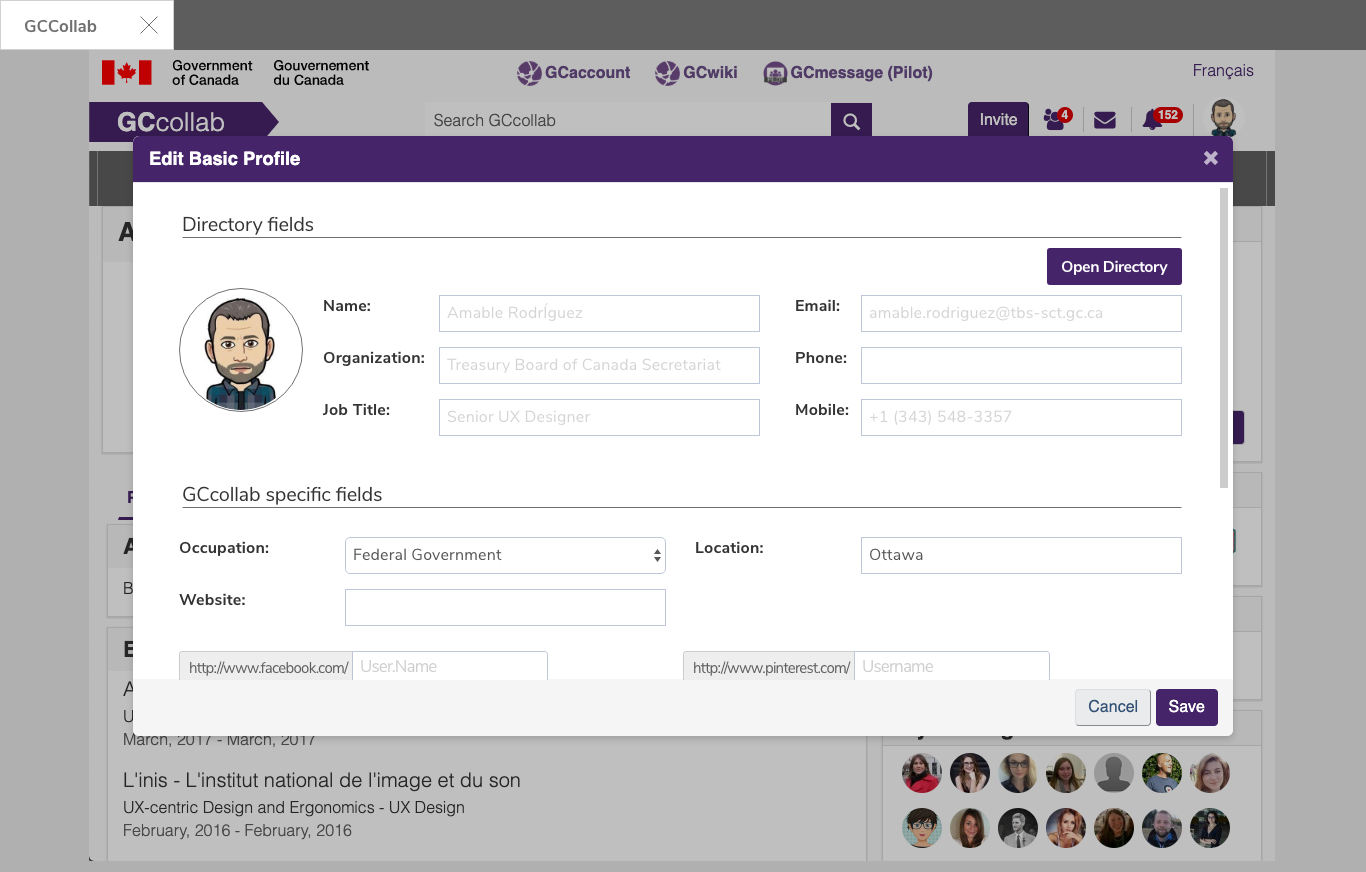 GCCollab
Government of Canada
Gouvernement du Canada
GCaccount
GCwiki
GCmessage (Pilot)
Français
GCcollab
Search GCcollab
Invite
4
152
Edit Basic Profile
Directory fields
Open Directory
Name:
Amable RodrÍguez
Email:
amable.rodriguez@tbs-sct.gc.ca
Organization:
Treasury Board of Canada Secretariat
Phone:
Job Title:
Senior UX Designer
Mobile:
+1 (343) 548-3357
GCcollab specific fields
Occupation:
Federal Government
Location:
Ottawa
Website:
http://www.facebook.com/
User.Name
http://www.pinterest.com/
Username
Cancel
Save
March, 2017 - March, 2017
L'inis - L'institut national de l'image et du son
UX-centric Design and Ergonomics - UX Design
February, 2016 - February, 2016